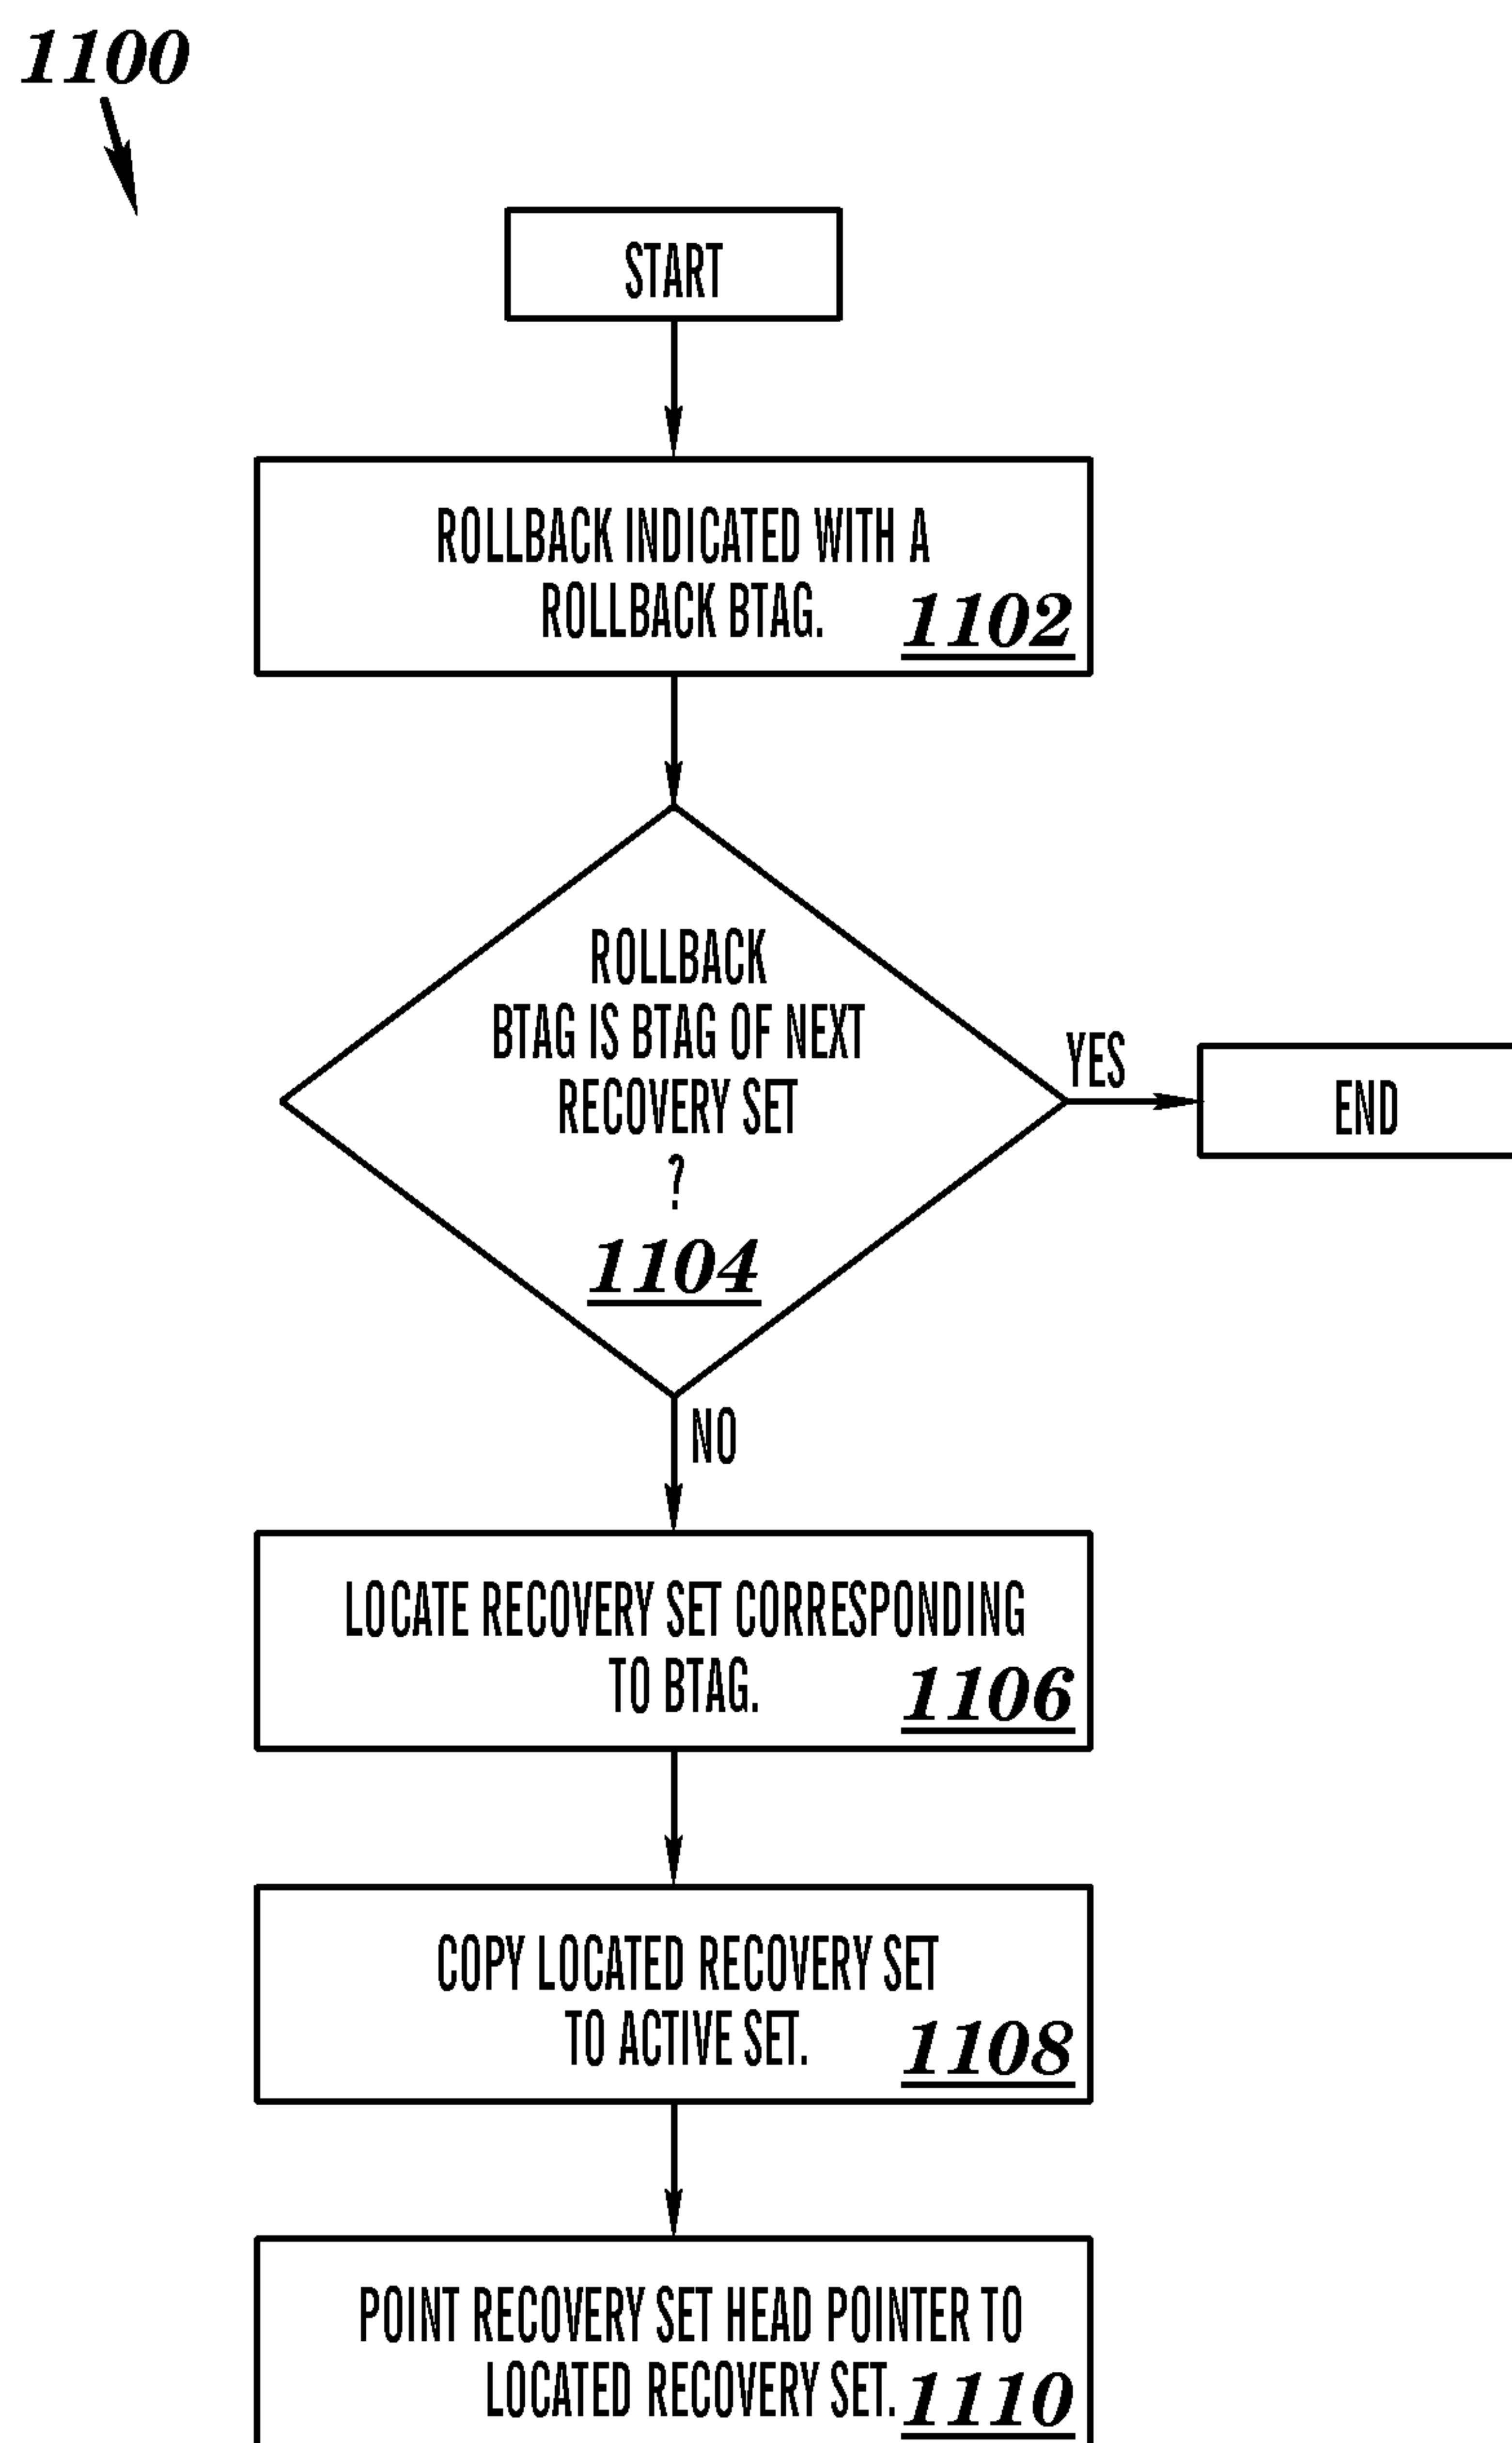 1100
START
ROLLBACK INDICATED WITH A
ROLLBACK BTAG.
1102
ROLLBACK
BTAG IS BTAG OF NEXT
RECOVERY SET
?
1104
YES
END
NO
LOCATE RECOVERY SET CORRESPONDING
TO BTAG.
1106
COPY LOCATED RECOVERY SET
TO ACTIVE SET.
1108
POINT RECOVERY SET HEAD POINTER TO
LOCATED RECOVERY SET.
1110